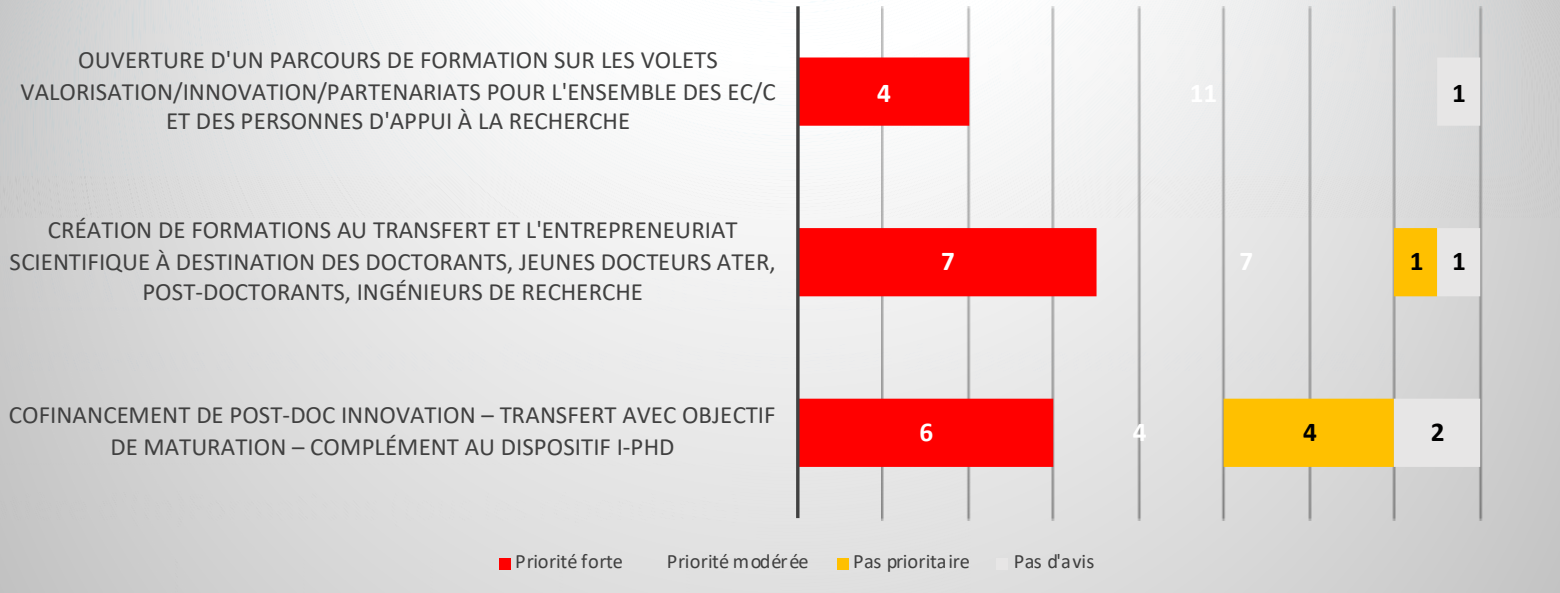 OUVERTURE D'UN PARCOURS DE FORMATION SUR LES VOLETS
VALORISATION/INNOVATION/PARTENARIATS POUR L'ENSEMBLE DES EC/C
ET DES PERSONNES D'APPUI À LA RECHERCHE
4 11 1
CRÉATION DE FORMATIONS AU TRANSFERT ET L'ENTREPRENEURIAT
SCIENTIFIQUE À DESTINATION DES DOCTORANTS, JEUNES DOCTEURS ATER,
POST-DOCTORANTS, INGÉNIEURS DE RECHERCHE
7 7 1 1
COFINANCEMENT DE POST-DOC INNOVATION – TRANSFERT AVEC OBJECTIF
DE MATURATION – COMPLÉMENT AU DISPOSITIF I-PHD
6 4 4 2
Priorité forte Priorité modérée Pas prioritaire Pas d'avis